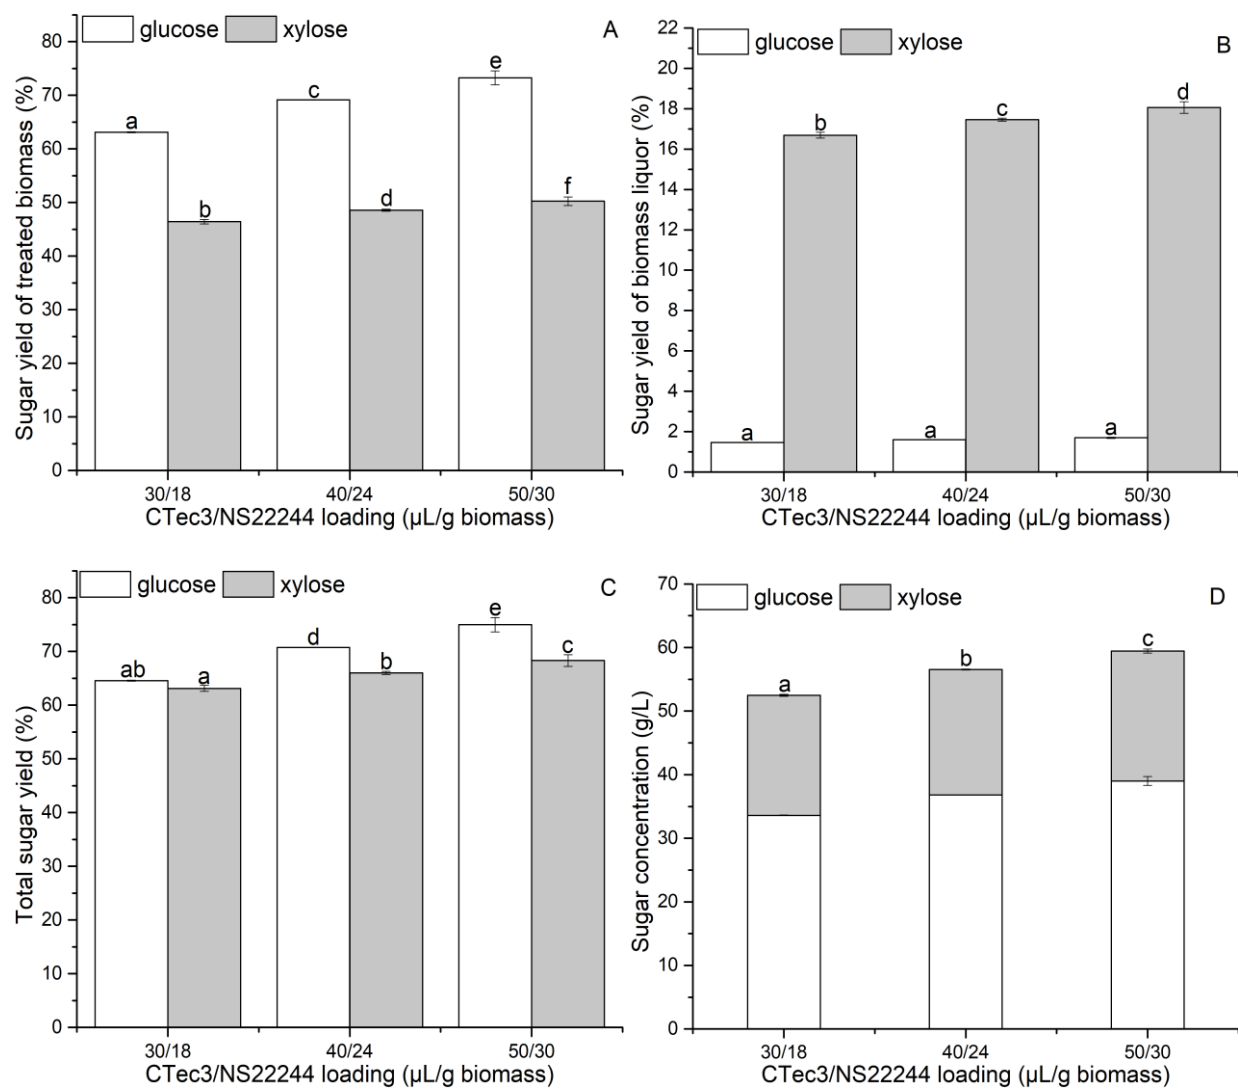 glucose xylose A
Sugar yield of treated biomass (%)
80
70
60
50
40
30
20
10
0
a
b
c
d
e
f
30/18 40/24 50/30
CTec3/NS22244 loading (µL/g biomass)
glucose xylose B
Sugar yield of biomass liquor (%)
22
20
18
16
14
12
10
8
6
4
2
0
a
b
a
c
a
d
30/18 40/24 50/30
CTec3/NS22244 loading (µL/g biomass)
glucose xylose C
Total sugar yield (%)
80
70
60
50
40
30
20
10
0
ab
a
d
b
e
c
30/18 40/24 50/30
CTec3/NS22244 loading (µL/g biomass)
glucose xylose D
Sugar concentration (g/L)
70
60
50
40
30
20
10
0
a
b
c
30/18 40/24 50/30
CTec3/NS22244 loading (µL/g biomass)